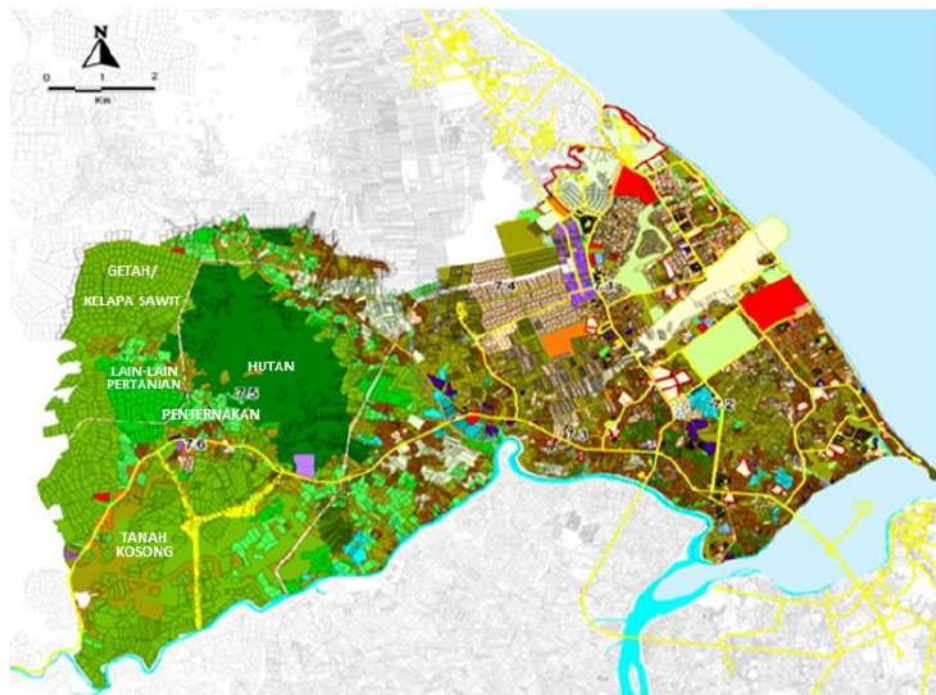 N
0 1 2
Km
GETAH/
KELAPA SAWIT
7/4
7/1
LAIN-LAIN
PERTANIAN
HUTAN
7/5
PENTERNAKAN
7/2
7/3
7/6
TANAH
KOSONG